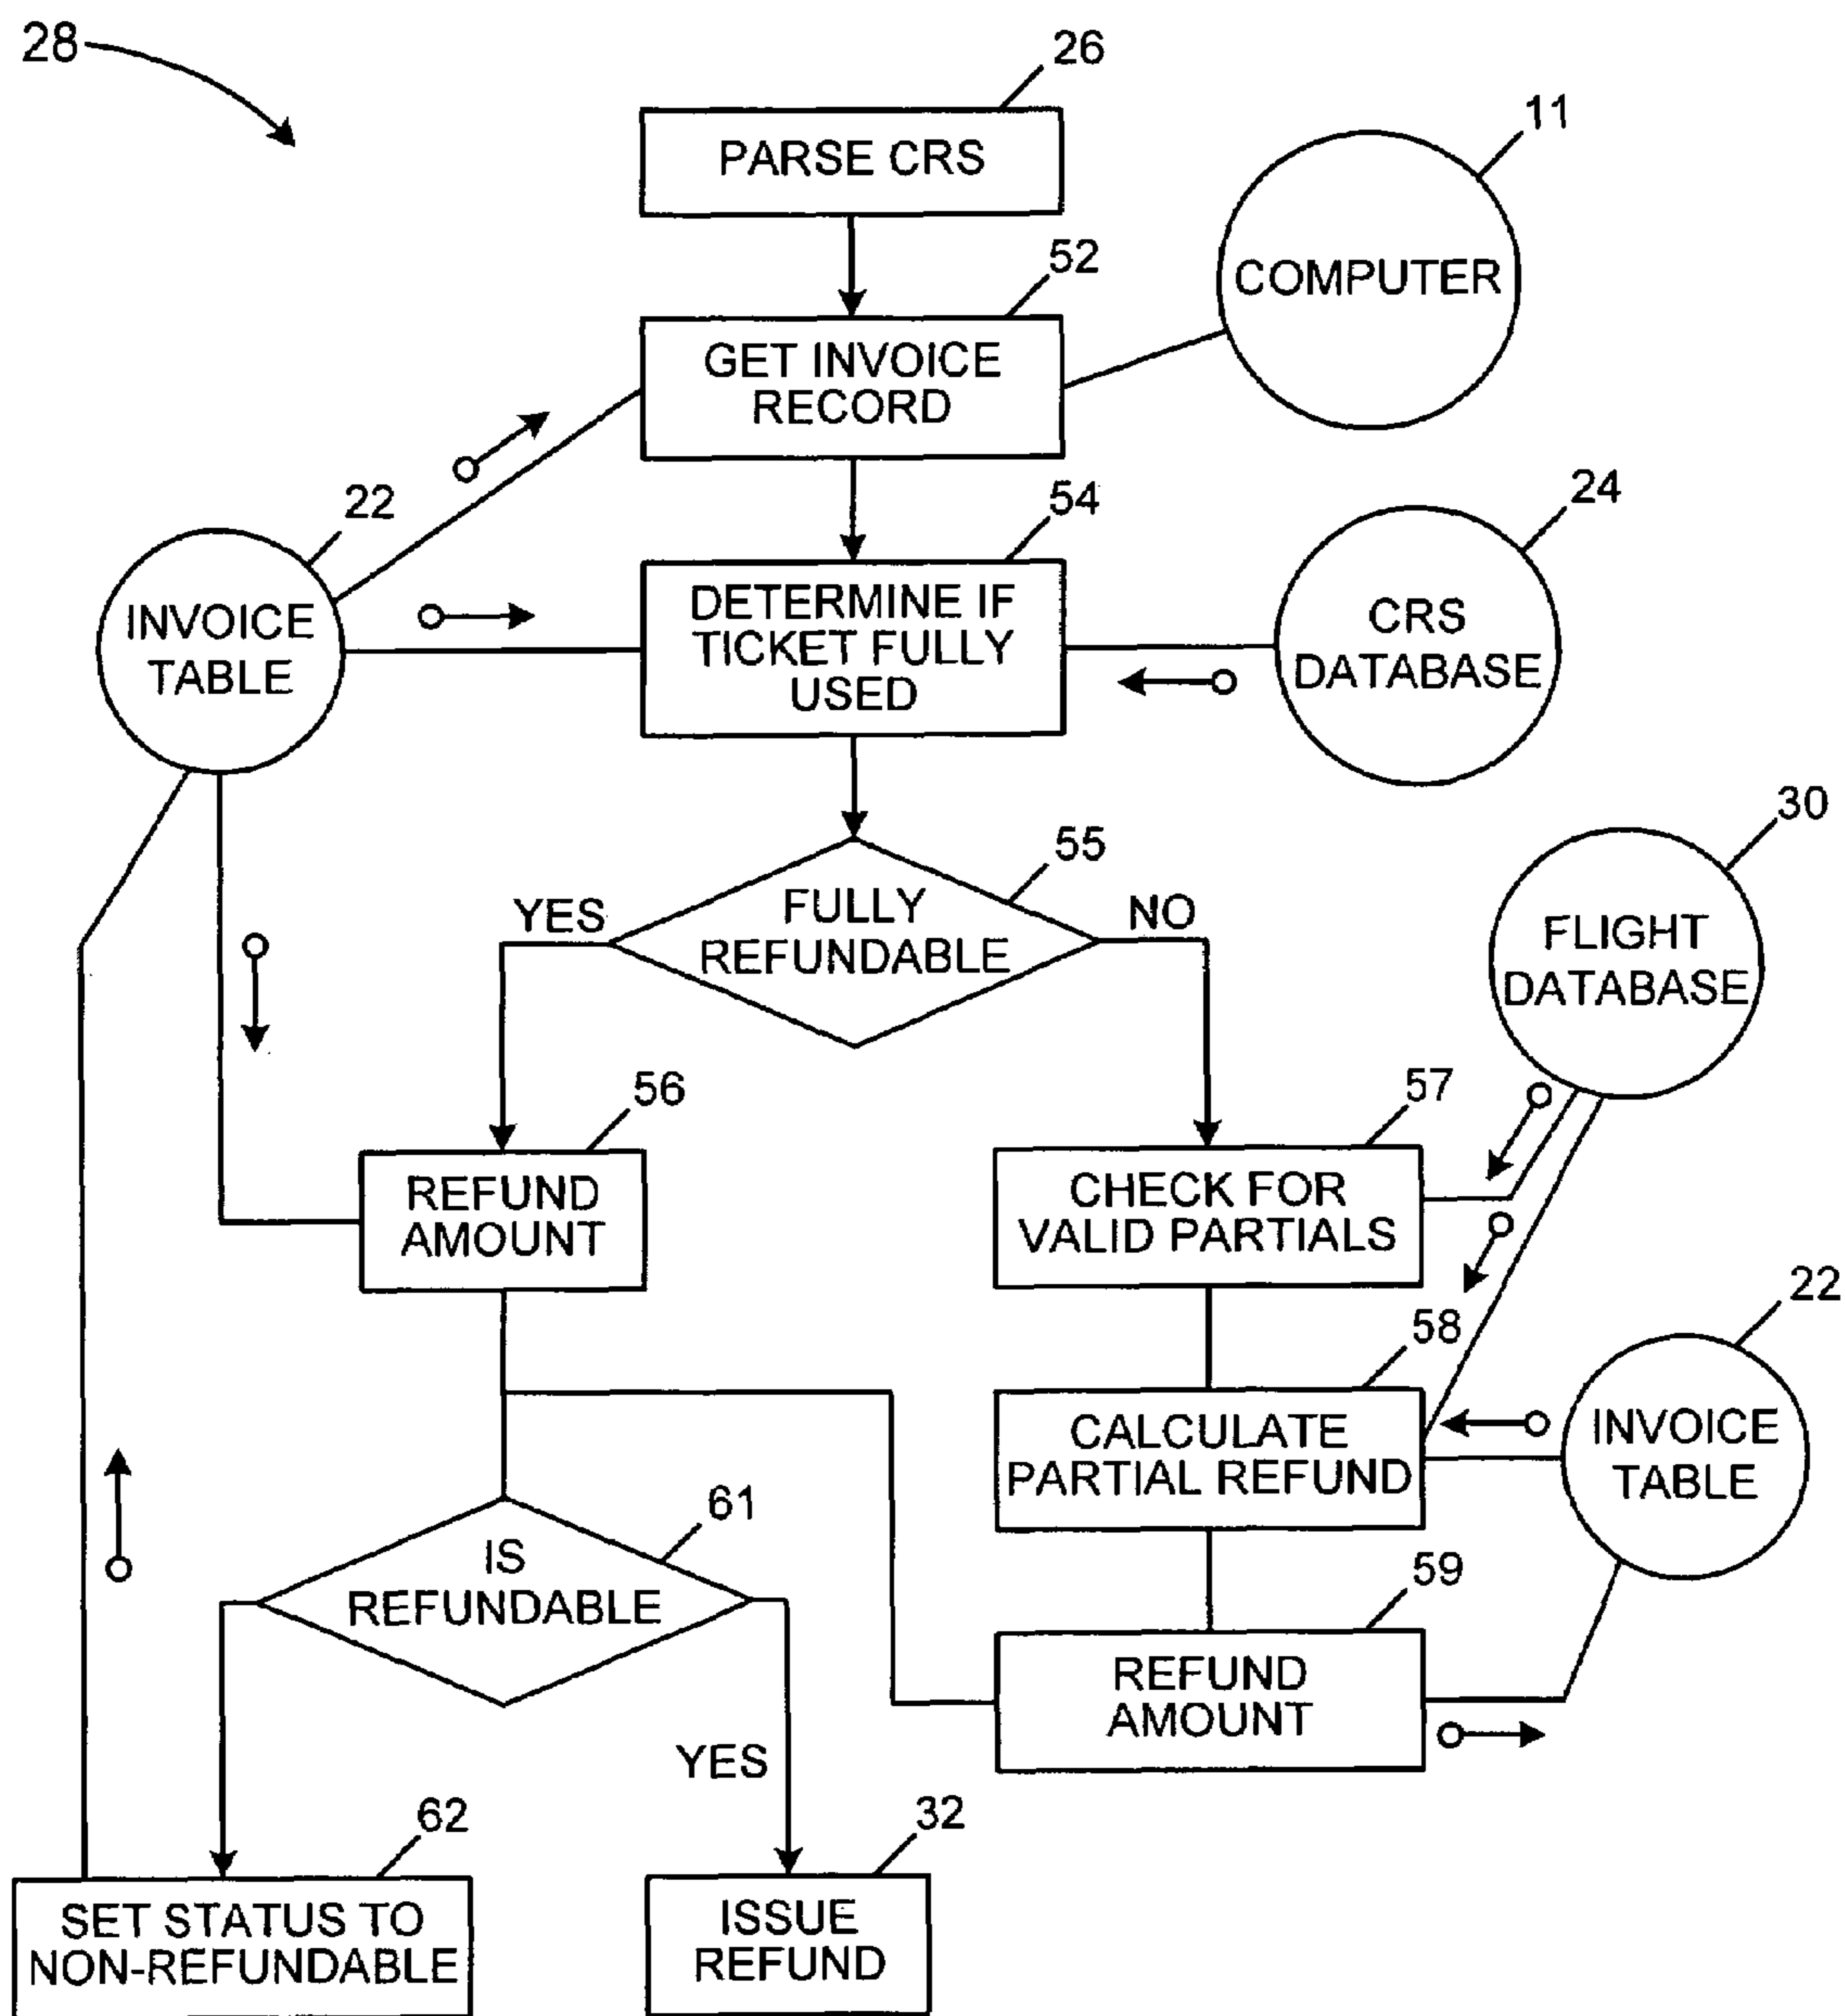 28
26
PARSE CRS
11
COMPUTER
52
GET INVOICE
RECORD
22
INVOICE
TABLE
54
DETERMINE IF
TICKET FULLY
USED
24
CRS
DATABASE
55
FULLY
REFUNDABLE
YES
NO
30
FLIGHT
DATABASE
56
REFUND
AMOUNT
57
CHECK FOR
VALID PARTIALS
58
CALCULATE
PARTIAL REFUND
22
INVOICE
TABLE
59
REFUND
AMOUNT
61
IS
REFUNDABLE
YES
62
SET STATUS TO
NON-REFUNDABLE
32
ISSUE
REFUND